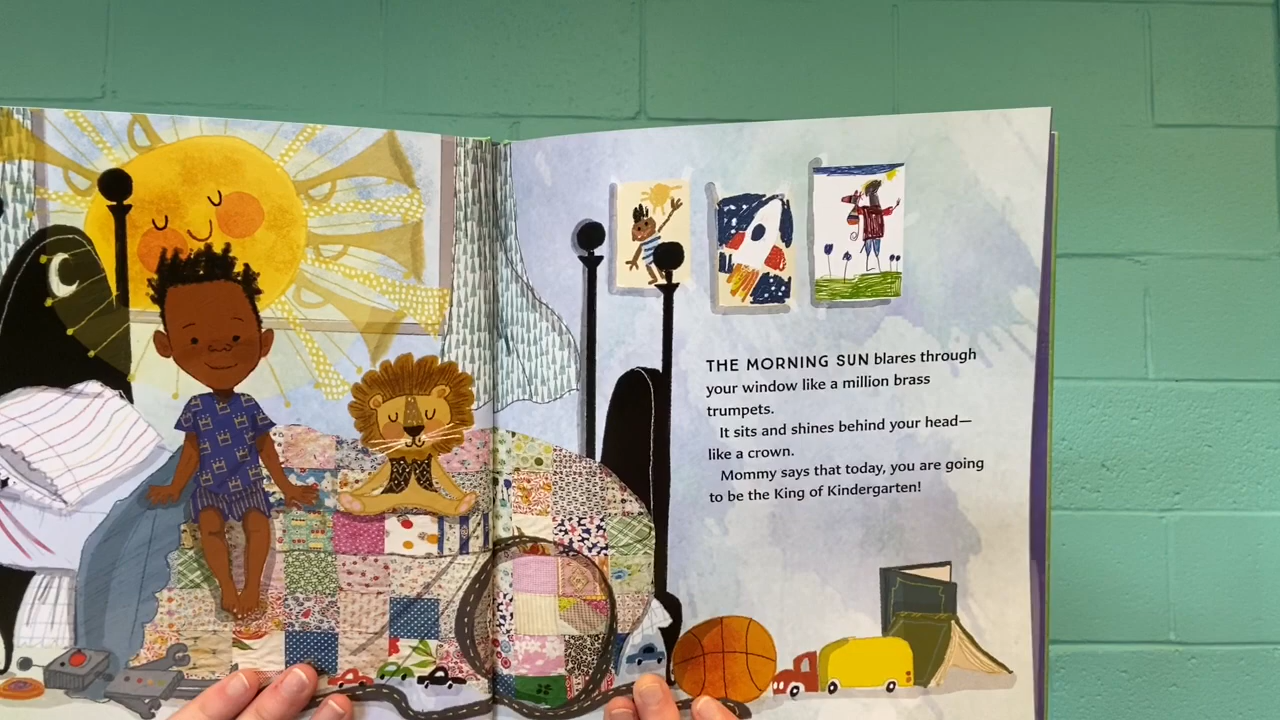 THE MORNING SUN blares through
your window like a million brass
trumpets.
It sits and shines behind your head—
like a crown.
Mommy says that today, you are going
to be the King of Kindergarten!